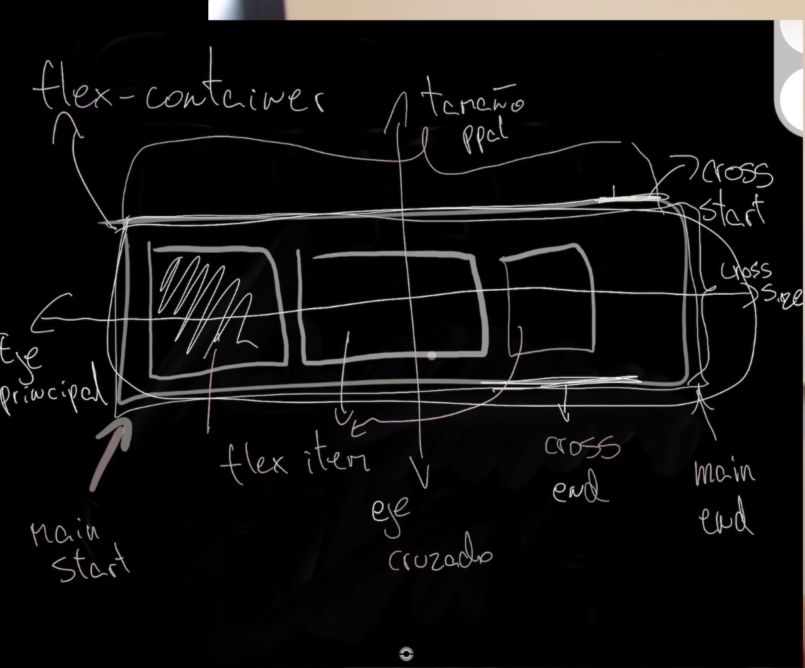 flex-container
tamaño
ppal
cross
start
cross
size
Eje
principal
flex item
cross
end
main
end
eje
cruzado
Main
start